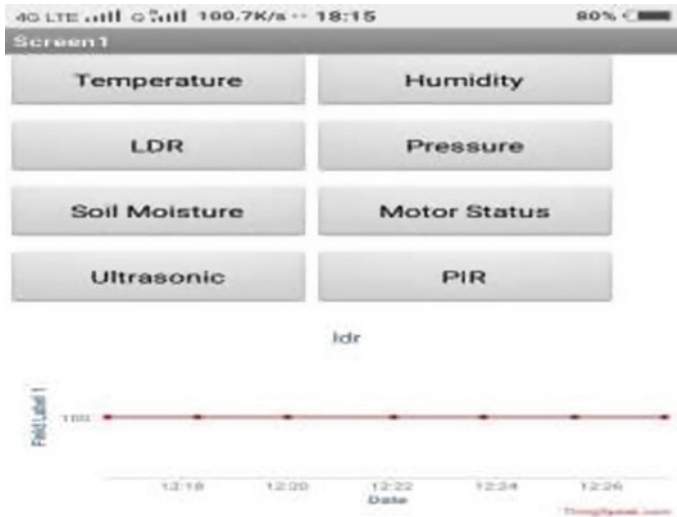 4G LTE 100.7K/s ... 18:15 80%
Screen1
Temperature Humidity
LDR Pressure
Soil Moisture Motor Status
Ultrasonic PIR
ldr
Field Label 1
100
12:18 12:20 12:22 12:24 12:26
Date
ThingSpeak.com